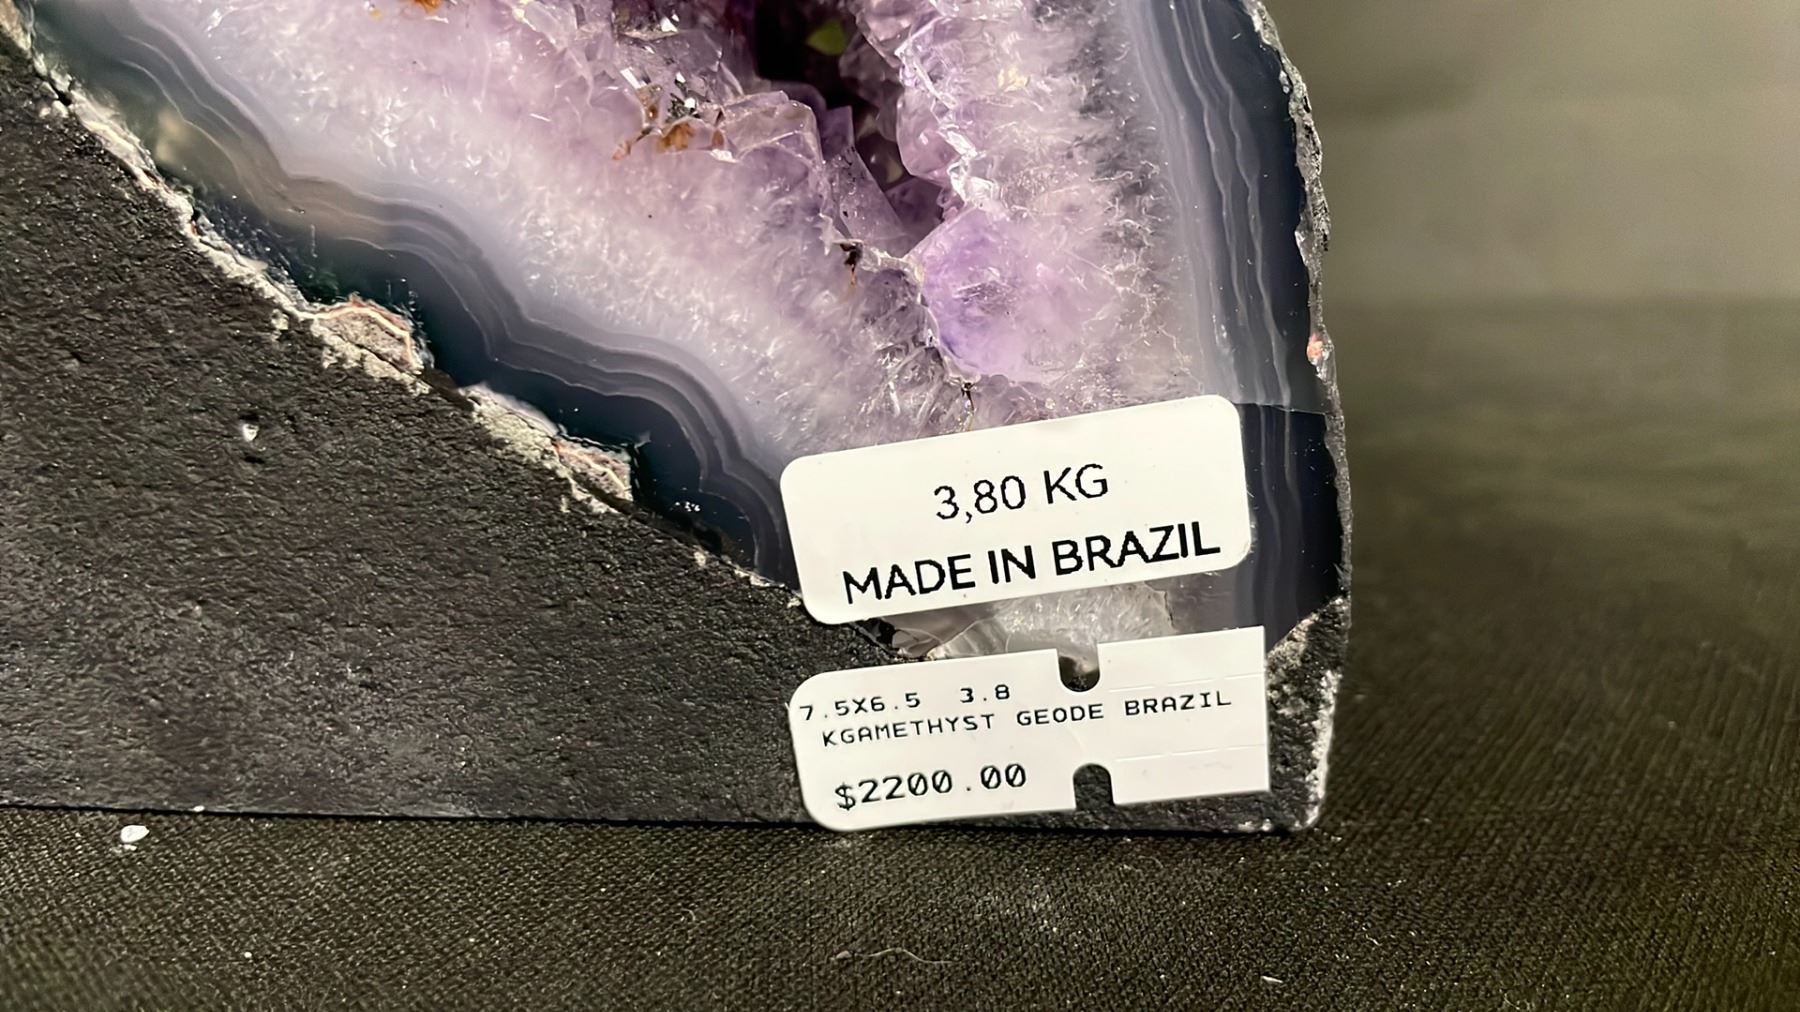 3,80 KG
MADE IN BRAZIL
7.5X6.5 3.8
KGAMETHYST GEODE BRAZIL
$2200.00